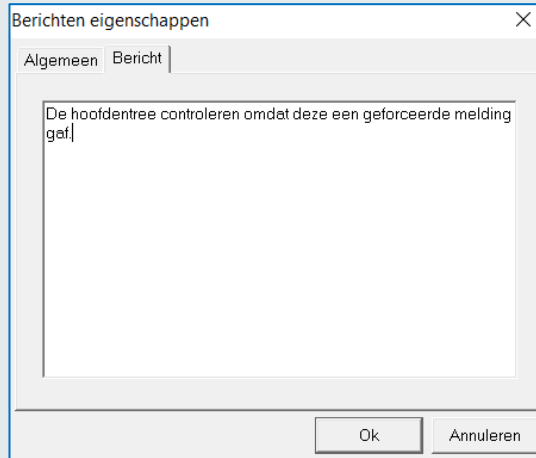 Berichten eigenschappen
Algemeen Bericht
De hoofdentree controleren omdat deze een geforceerde melding
gaf.
Ok Annuleren